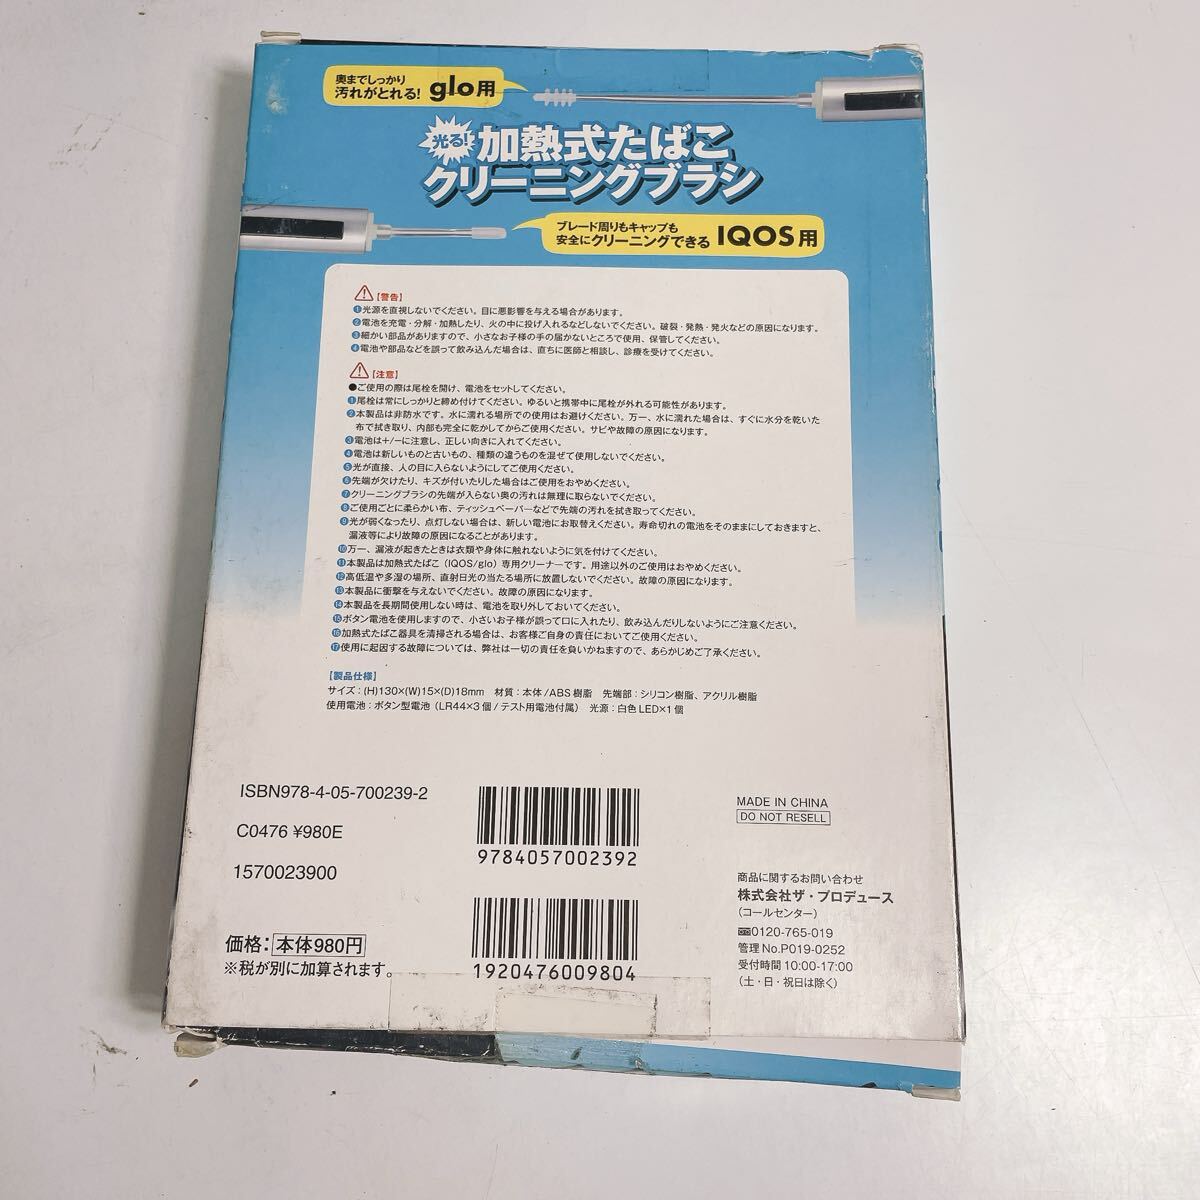 奥までしっかり
汚れがとれる! glo用
光る!
加熱式たばこ
クリーニングブラシ
ブレード周りもキャップも
安全にクリーニングできる IQOS用
【警告】
❶光源を直視しないでください。目に悪影響を与える場合があります。
❷電池を充電・分解・加熱したり、火の中に投げ入れるなどしないでください。破裂・発熱・発火などの原因になります。
❸細かい部品がありますので、小さなお子様の手の届かないところで使用、保管してください。
❹電池や部品などを誤って飲み込んだ場合は、直ちに医師と相談し、診療を受けてください。
【注意】
●ご使用の際は尾栓を開け、電池をセットしてください。
❶尾栓は常にしっかりと締め付けてください。ゆるいと携帯中に尾栓が外れる可能性があります。
❷本製品は非防水です。水に濡れる場所での使用はお避けください。万一、水に濡れた場合は、すぐに水分を乾いた
布で拭き取り、内部も完全に乾かしてからご使用ください。サビや故障の原因になります。
❸電池は+/−に注意し、正しい向きに入れてください。
❹電池は新しいものと古いもの、種類の違うものを混ぜて使用しないでください。
❺光が直接、人の目に入らないようにしてご使用ください。
❻先端が欠けたり、キズが付いたりした場合はご使用をおやめください。
❼クリーニングブラシの先端が入らない奥の汚れは無理に取らないでください。
❽ご使用ごとに柔らかい布、ティッシュペーパーなどで先端の汚れを拭き取ってください。
❾光が弱くなったり、点灯しない場合は、新しい電池にお取替えください。寿命切れの電池をそのままにしておきますと、
漏液等により故障の原因になることがあります。
❿万一、漏液が起きたときは衣類や身体に触れないように気を付けてください。
⓫本製品は加熱式たばこ(IQOS/glo)専用クリーナーです。用途以外のご使用はおやめください。
⓬高低温や多湿の場所、直射日光の当たる場所に放置しないでください。故障の原因になります。
⓭本製品に衝撃を与えないでください。故障の原因になります。
⓮本製品を長期間使用しない時は、電池を取り外しておいてください。
⓯ボタン電池を使用しますので、小さいお子様が誤って口に入れたり、飲み込んだりしないようにご注意ください。
⓰加熱式たばこ器具を清掃される場合は、お客様ご自身の責任においてご使用ください。
⓱使用に起因する故障については、弊社は一切の責任を負いかねますので、あらかじめご了承ください。
【製品仕様】
サイズ:(H)130×(W)15×(D)18mm 材質:本体/ABS樹脂 先端部:シリコン樹脂、アクリル樹脂
使用電池:ボタン型電池(LR44×3個/テスト用電池付属) 光源:白色LED×1個
ISBN978-4-05-700239-2
C0476 ¥980E
1570023900
価格: 本体980円
※税が別に加算されます。
9784057002392
1920476009804
MADE IN CHINA
DO NOT RESELL
商品に関するお問い合わせ
株式会社ザ・プロデュース
(コールセンター)
0120-765-019
管理No.P019-0252
受付時間 10:00-17:00
(土・日・祝日は除く)